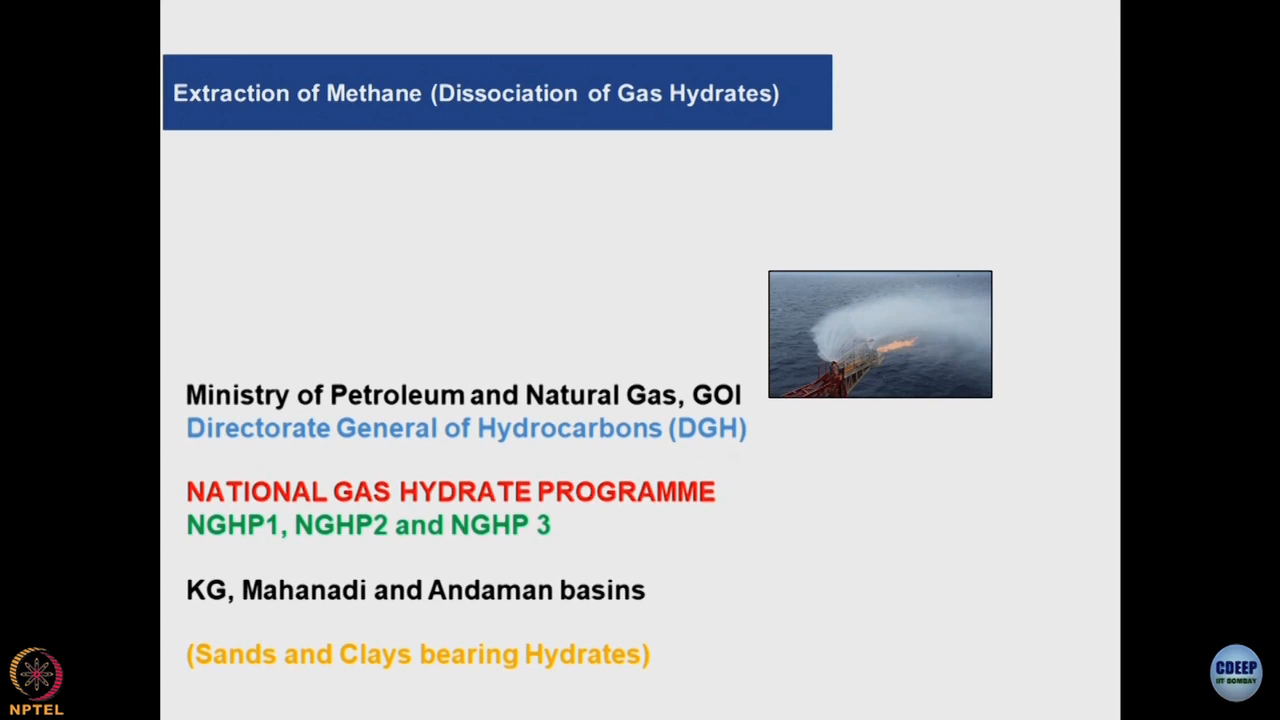 Extraction of Methane (Dissociation of Gas Hydrates)
Ministry of Petroleum and Natural Gas, GOI
Directorate General of Hydrocarbons (DGH)
NATIONAL GAS HYDRATE PROGRAMME
NGHP1, NGHP2 and NGHP 3
KG, Mahanadi and Andaman basins
(Sands and Clays bearing Hydrates)
NPTEL
CDEEP
IIT BOMBAY